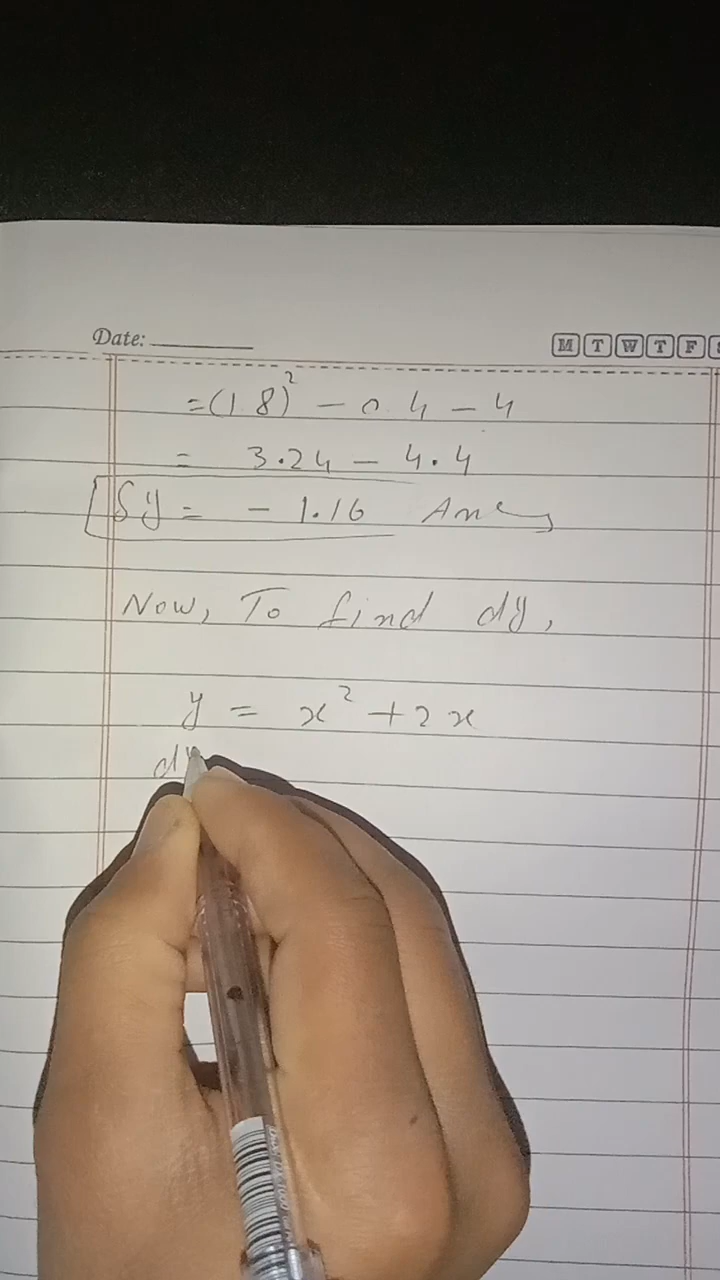 Date:
M T W T F S
=(1.8)² - 0.4 - 4
= 3.24 - 4.4
δy = - 1.16 Ans
Now, To find dy,
y = x² + 2x
dy